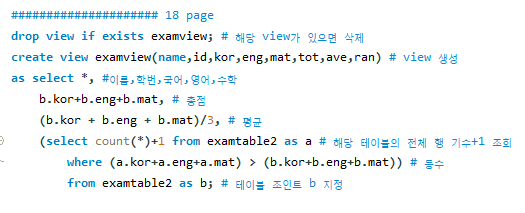 ##################### 18 page
drop view if exists examview; # 해당 view가 있으면 삭제
create view examview(name,id,kor,eng,mat,tot,ave,ran) # view 생성
as select *, #이름,학번,국어,영어,수학
b.kor+b.eng+b.mat, # 총점
(b.kor + b.eng + b.mat)/3, # 평균
(select count(*)+1 from examtable2 as a # 해당 테이블의 전체 행 기수+1 조회
where (a.kor+a.eng+a.mat) > (b.kor+b.eng+b.mat)) # 등수
from examtable2 as b; # 테이블 조인트 b 지정